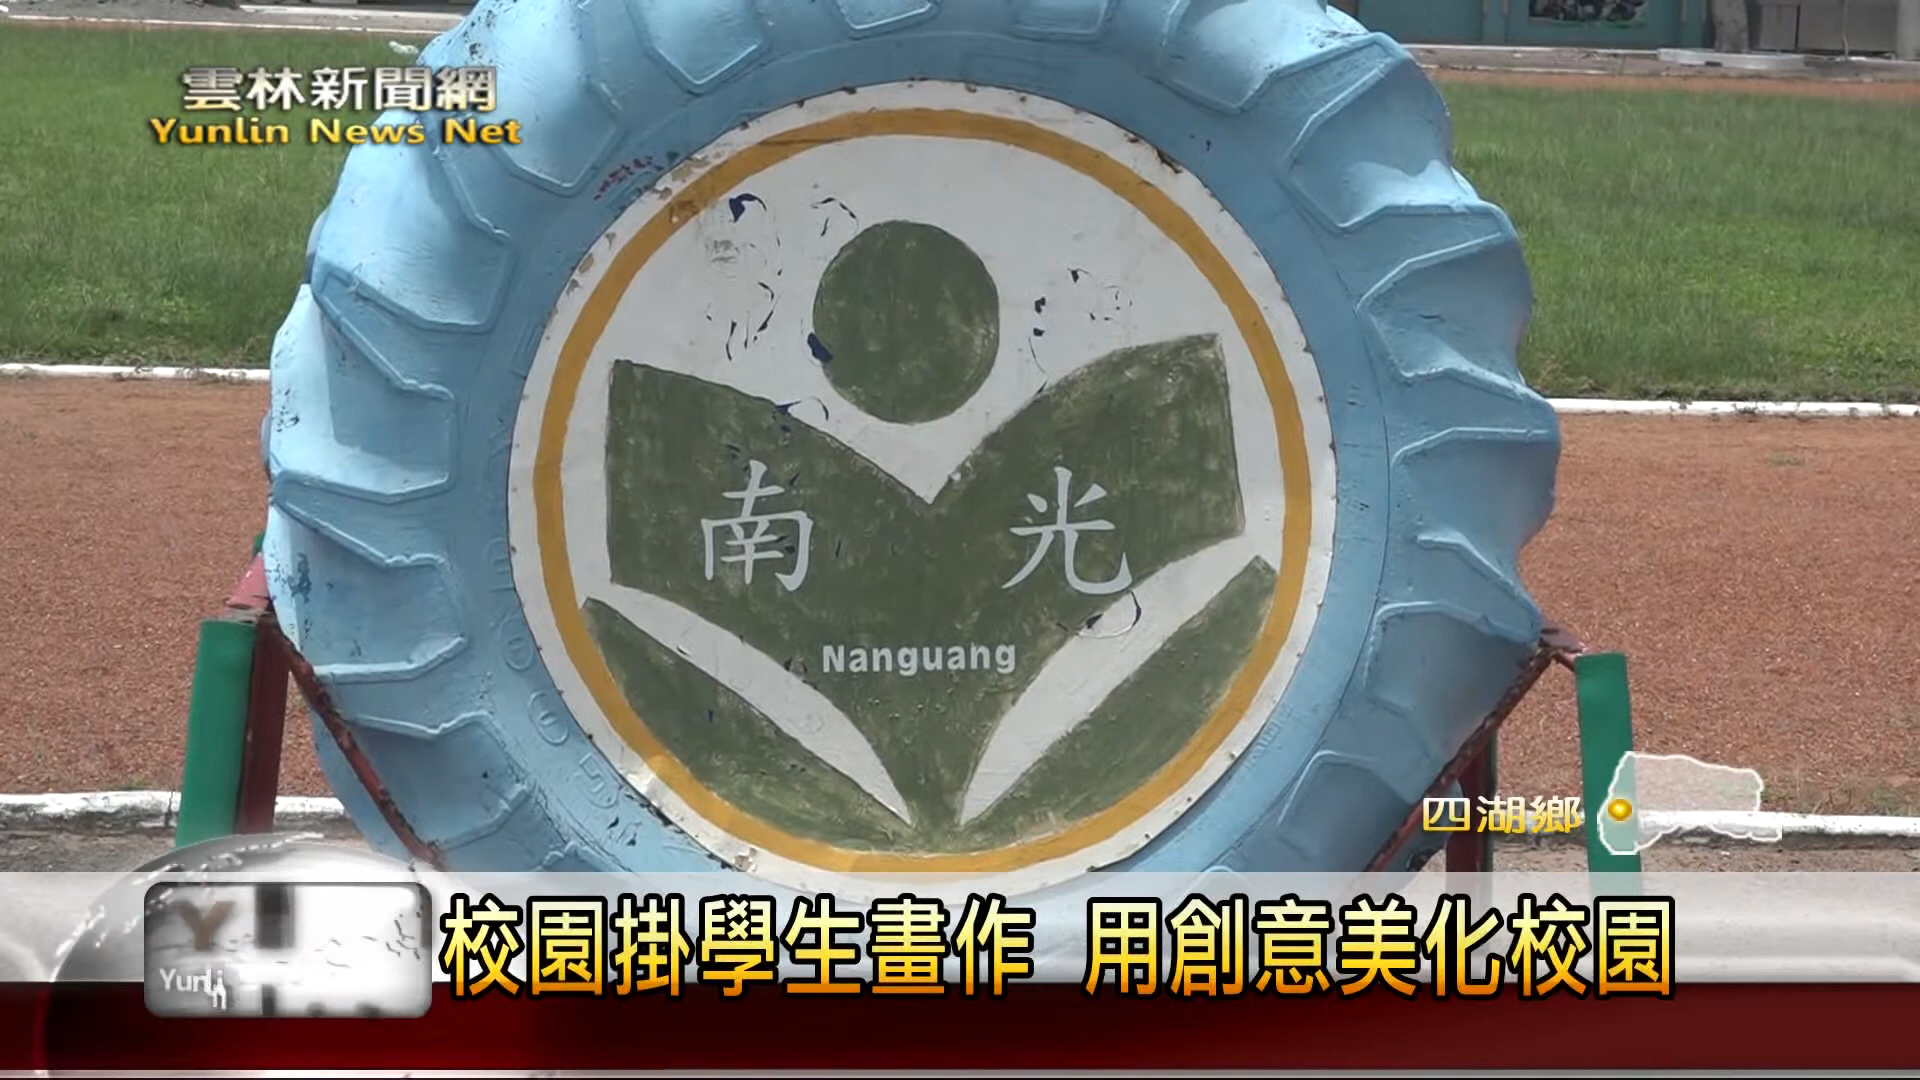 雲林新聞網
Yunlin News Net
南 光
Nanguang
四湖鄉
校園掛學生畫作 用創意美化校園